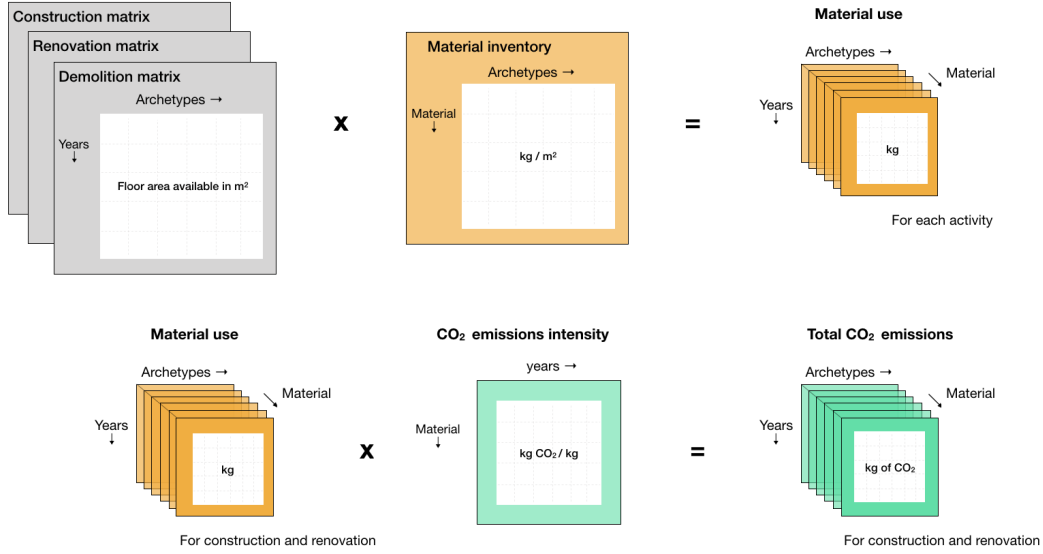 Construction matrix
Renovation matrix
Demolition matrix
Archetypes →
Years
↓
Floor area available in m²
x
Material inventory
Archetypes →
Material
↓
kg / m²
=
Material use
Archetypes →
Material
Years
↓
kg
For each activity
Material use
Archetypes →
Material
Years
↓
kg
For construction and renovation
x
CO₂ emissions intensity
years →
Material
↓
kg CO₂ / kg
=
Total CO₂ emissions
Archetypes →
Material
Years
↓
kg of CO₂
For construction and renovation